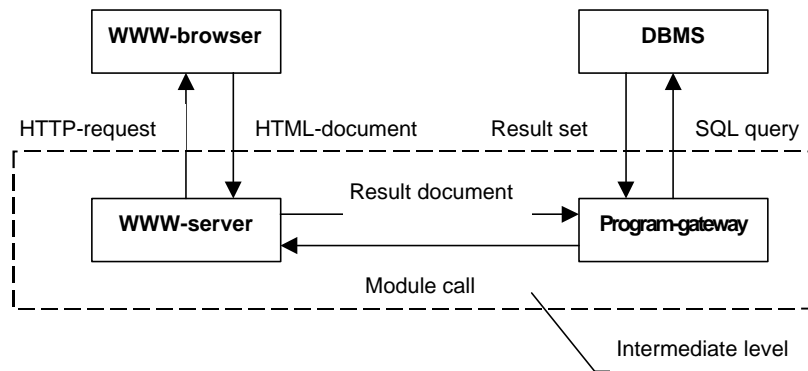 WWW-browser
DBMS
HTTP-request
HTML-document
Result set
SQL query
Result document
WWW-server
Program-gateway
Module call
Intermediate level